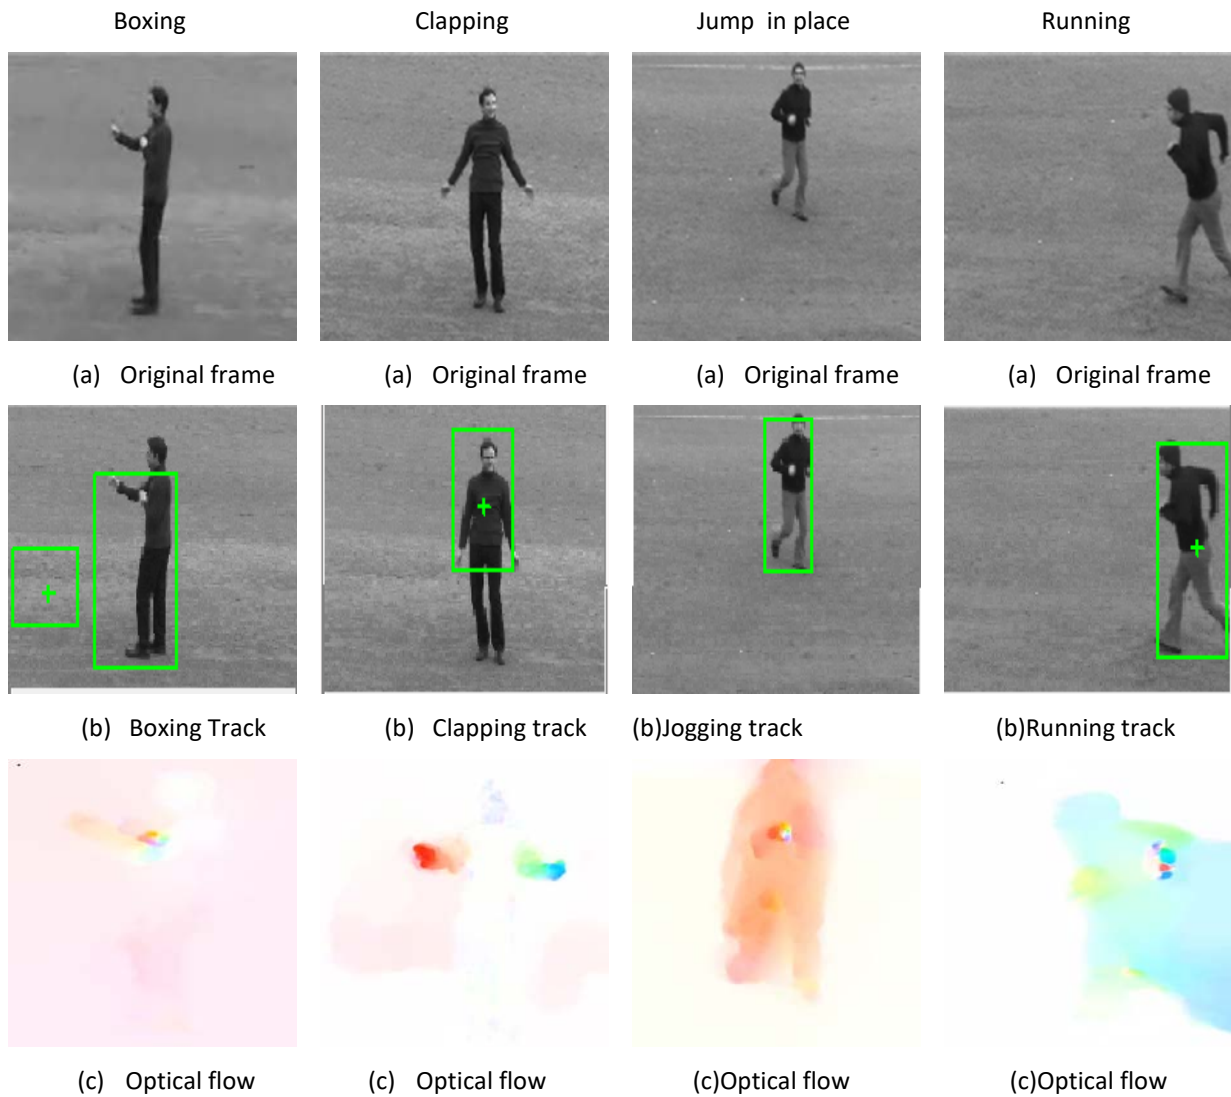 Boxing
Clapping
Jump in place
Running
(a) Original frame
(a) Original frame
(a) Original frame
(a) Original frame
(b) Boxing Track
(b) Clapping track
(b)Jogging track
(b)Running track
(c) Optical flow
(c) Optical flow
(c)Optical flow
(c)Optical flow